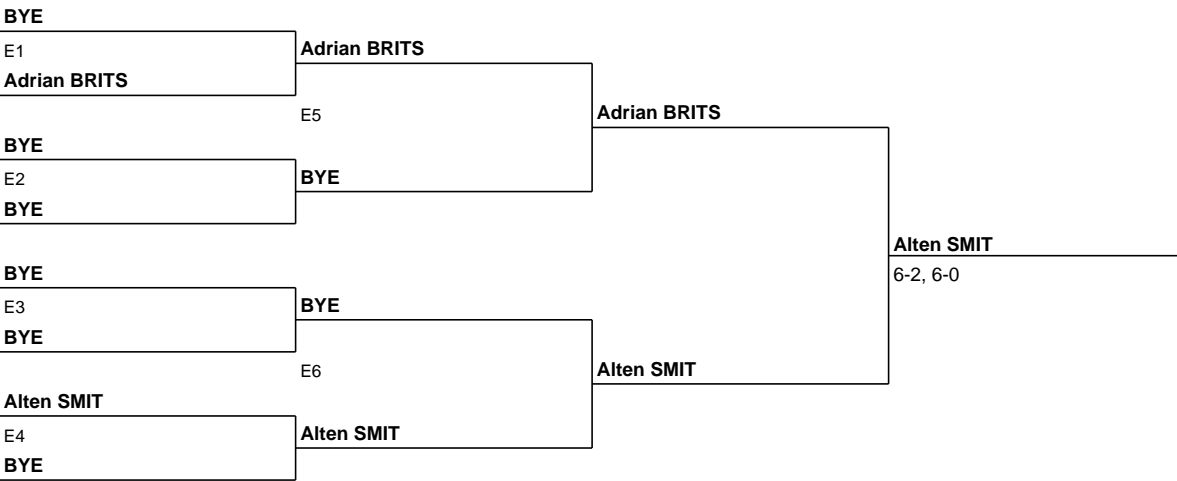 BYE
E1
Adrian BRITS
Adrian BRITS
E5
BYE
E2
BYE
BYE
Adrian BRITS
BYE
E3
BYE
BYE
E6
Alten SMIT
E4
BYE
Alten SMIT
Alten SMIT
Alten SMIT
6-2, 6-0